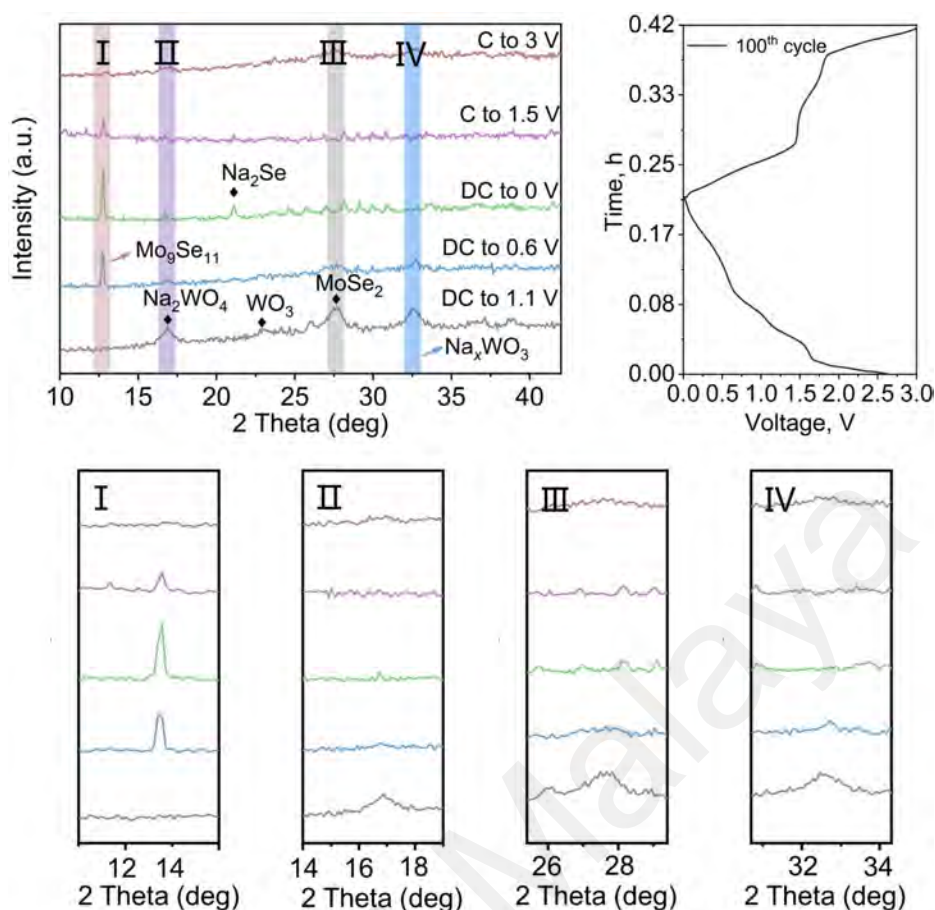 I II III IV
C to 3 V
C to 1.5 V
Na₂Se
DC to 0 V
Mo₉Se₁₁
DC to 0.6 V
Na₂WO₄ WO₃ MoSe₂
DC to 1.1 V
NaₓWO₃
Intensity (a.u.)
10 15 20 25 30 35 40
2 Theta (deg)
100th cycle
Time, h
0.42
0.33
0.25
0.17
0.08
0.00
0.0 0.5 1.0 1.5 2.0 2.5 3.0
Voltage, V
I
12 14
2 Theta (deg)
II
14 16 18
2 Theta (deg)
III
26 28
2 Theta (deg)
IV
32 34
2 Theta (deg)
Malaya